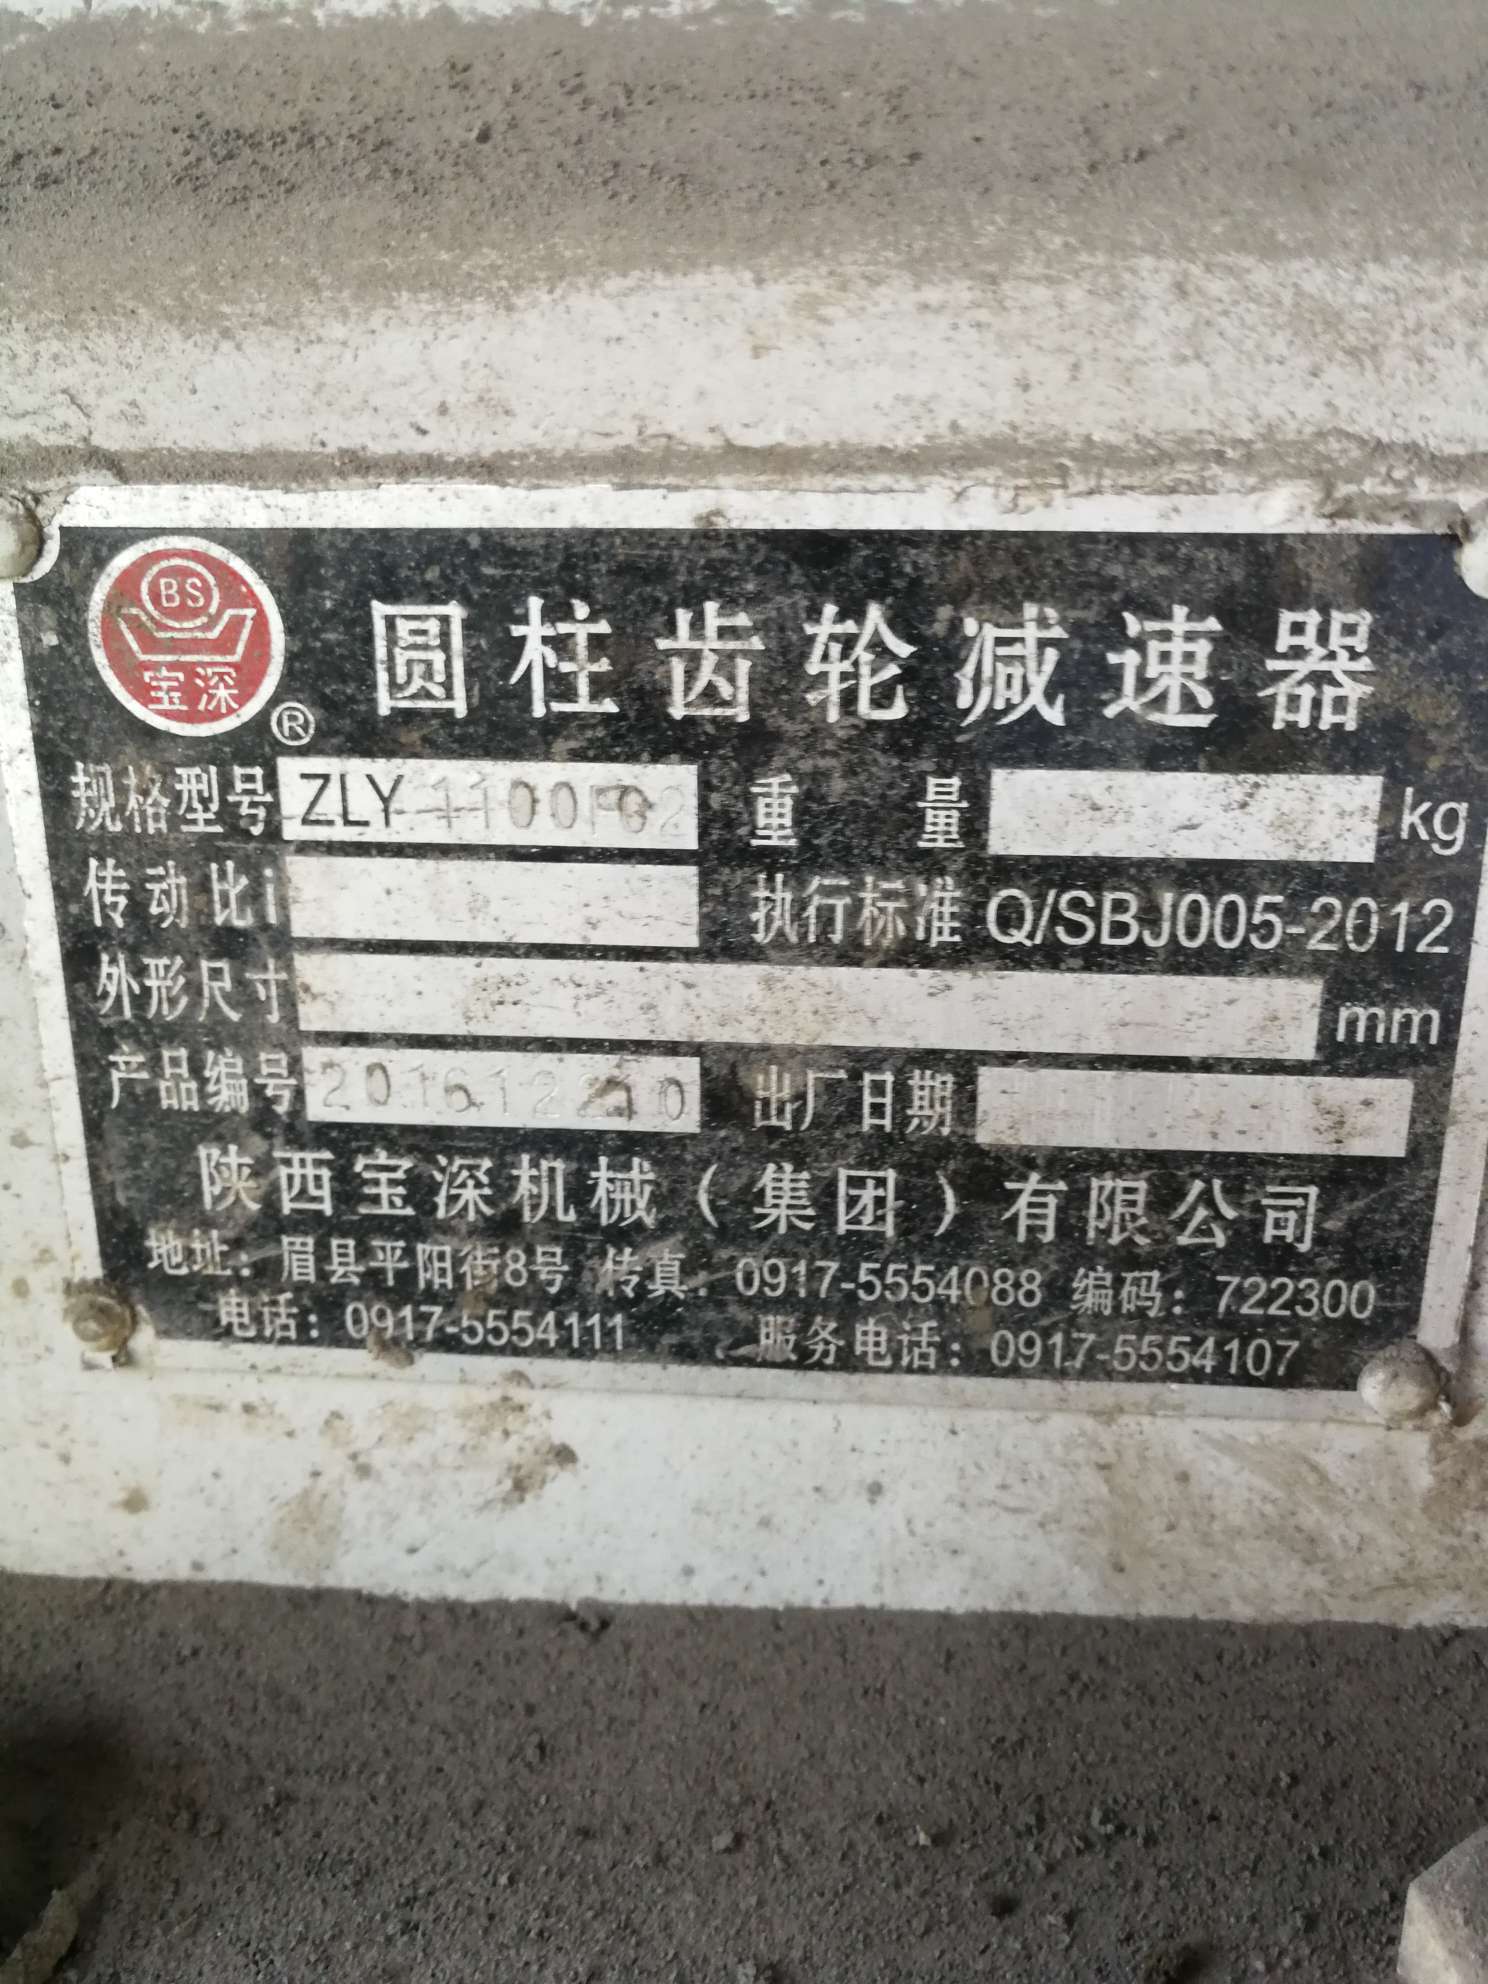 BS
宝深
®
圆柱齿轮减速器
规格型号 ZLY 1100 重量 kg
传动比i 执行标准 Q/SBJ005-2012
外形尺寸 mm
产品编号 201612210 出厂日期
陕西宝深机械（集团）有限公司
地址：眉县平阳街8号 传真：0917-5554088 编码：722300
电话：0917-5554111 服务电话：0917-5554107